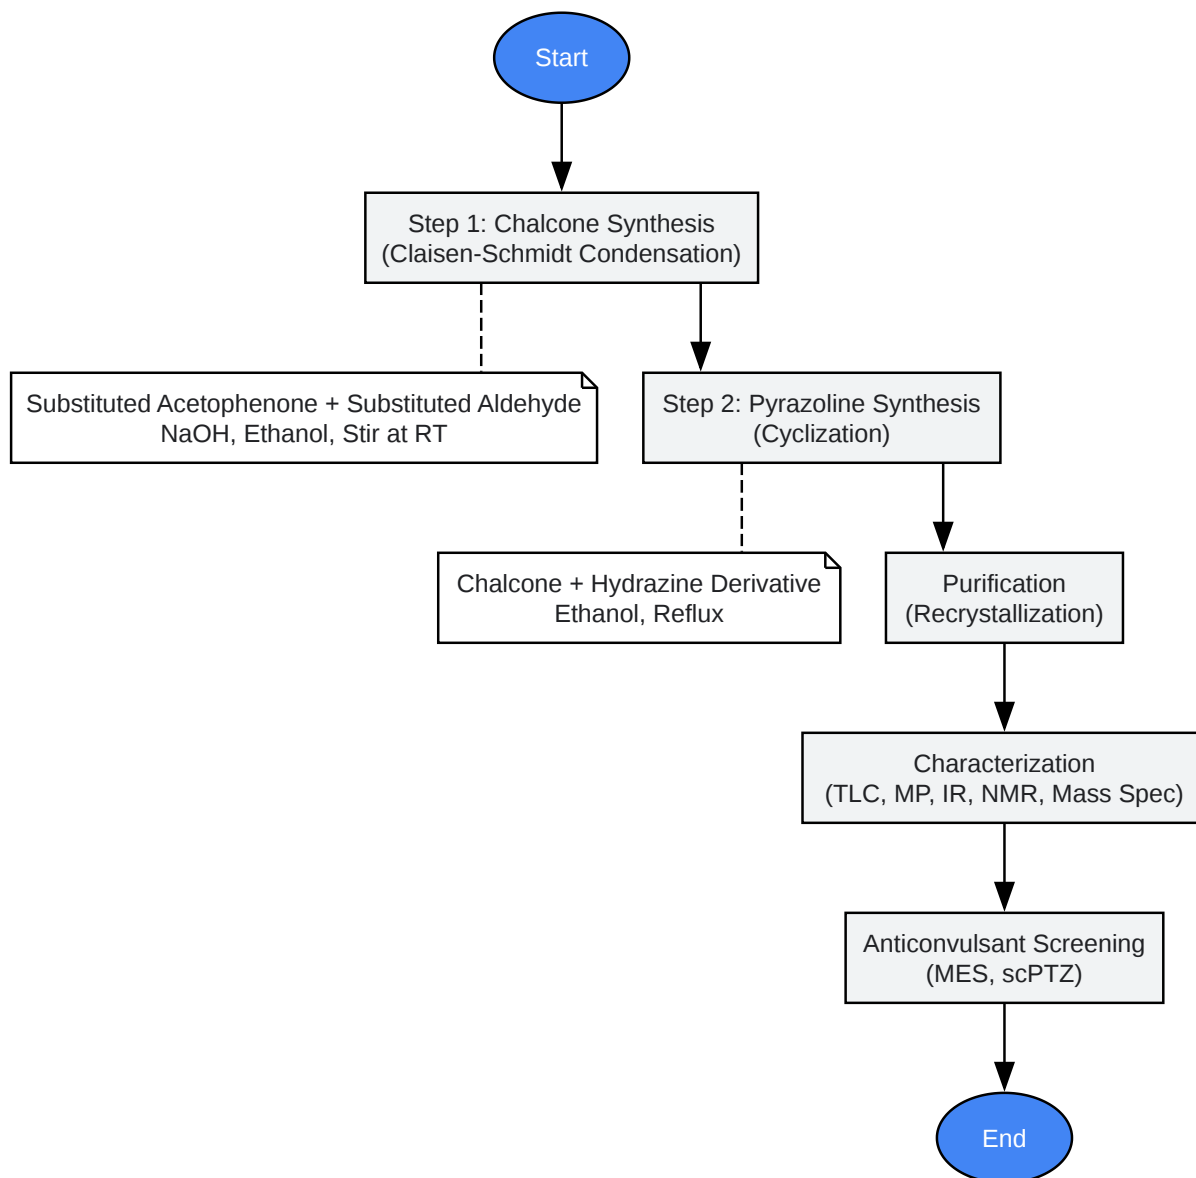 Start
Step 1: Chalcone Synthesis
(Claisen-Schmidt Condensation)
Substituted Acetophenone + Substituted Aldehyde
NaOH, Ethanol, Stir at RT
Step 2: Pyrazoline Synthesis
(Cyclization)
Chalcone + Hydrazine Derivative
Ethanol, Reflux
Purification
(Recrystallization)
Characterization
(TLC, MP, IR, NMR, Mass Spec)
Anticonvulsant Screening
(MES, scPTZ)
End